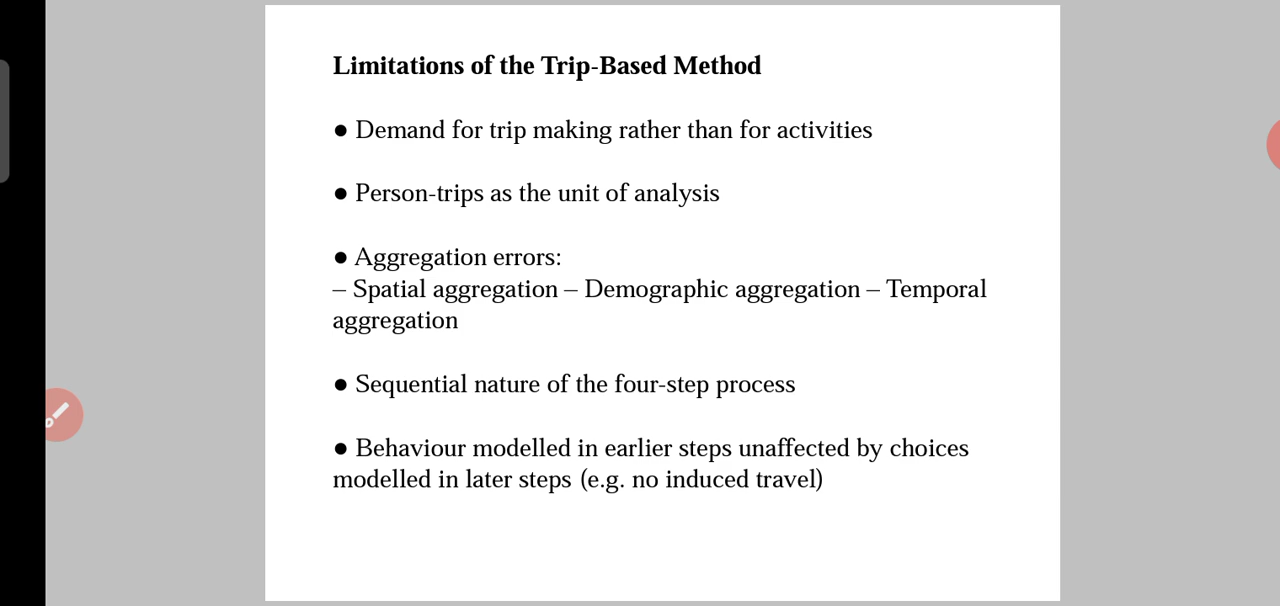 Limitations of the Trip-Based Method
● Demand for trip making rather than for activities
● Person-trips as the unit of analysis
● Aggregation errors:
– Spatial aggregation – Demographic aggregation – Temporal
aggregation
● Sequential nature of the four-step process
● Behaviour modelled in earlier steps unaffected by choices
modelled in later steps (e.g. no induced travel)